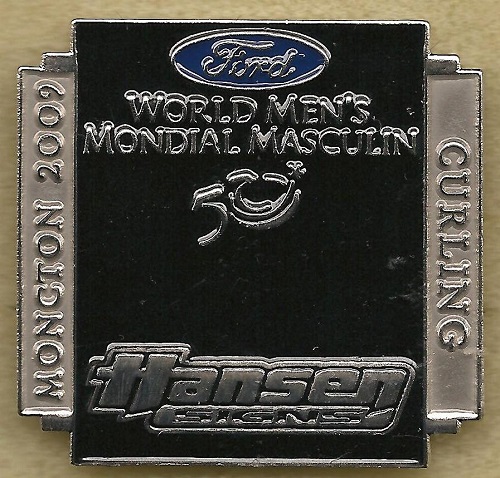 Ford
WORLD MEN'S
MONDIAL MASCULIN
50
MONCTON 2009
CURLING
Hansen
SIGNS